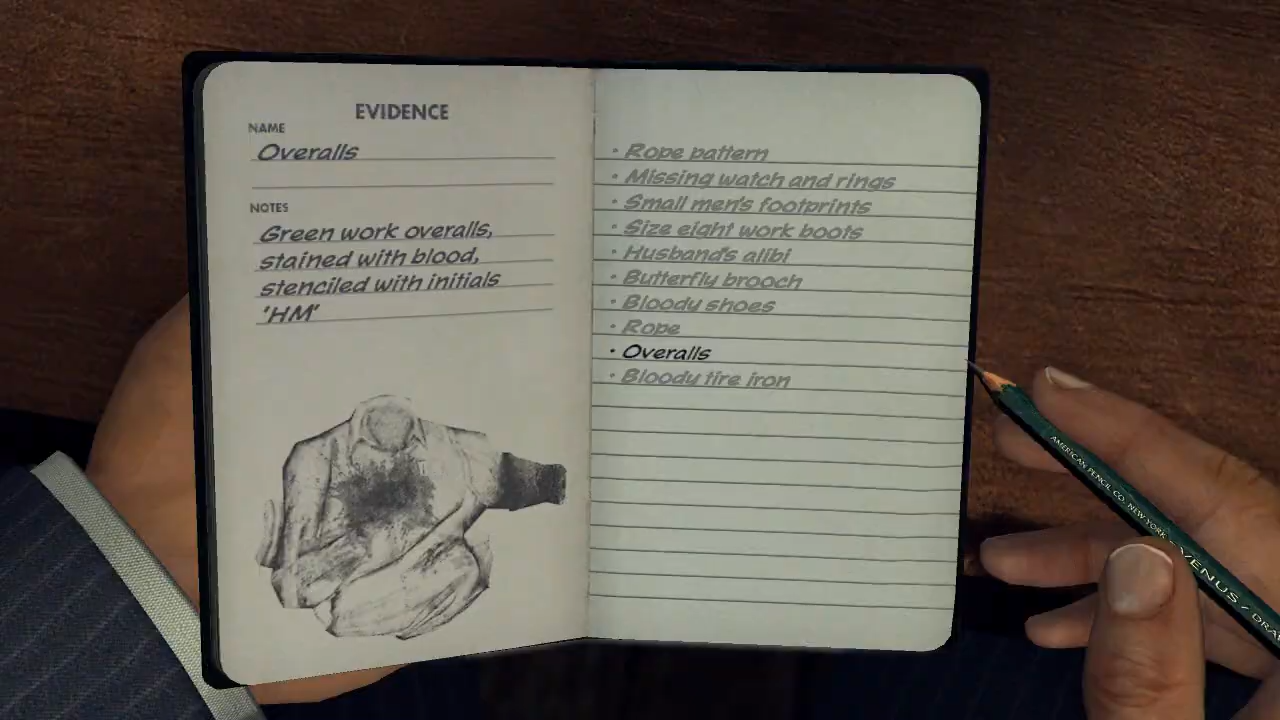 EVIDENCE
NAME
Overalls
NOTES
Green work overalls,
stained with blood,
stenciled with initials
'HM'
• Rope pattern
• Missing watch and rings
• Small men's footprints
• Size eight work boots
• Husband's alibi
• Butterfly brooch
• Bloody shoes
• Rope
• Overalls
• Bloody tire iron
AMERICAN PENCIL CO. NEW YORK VENUS / DRA